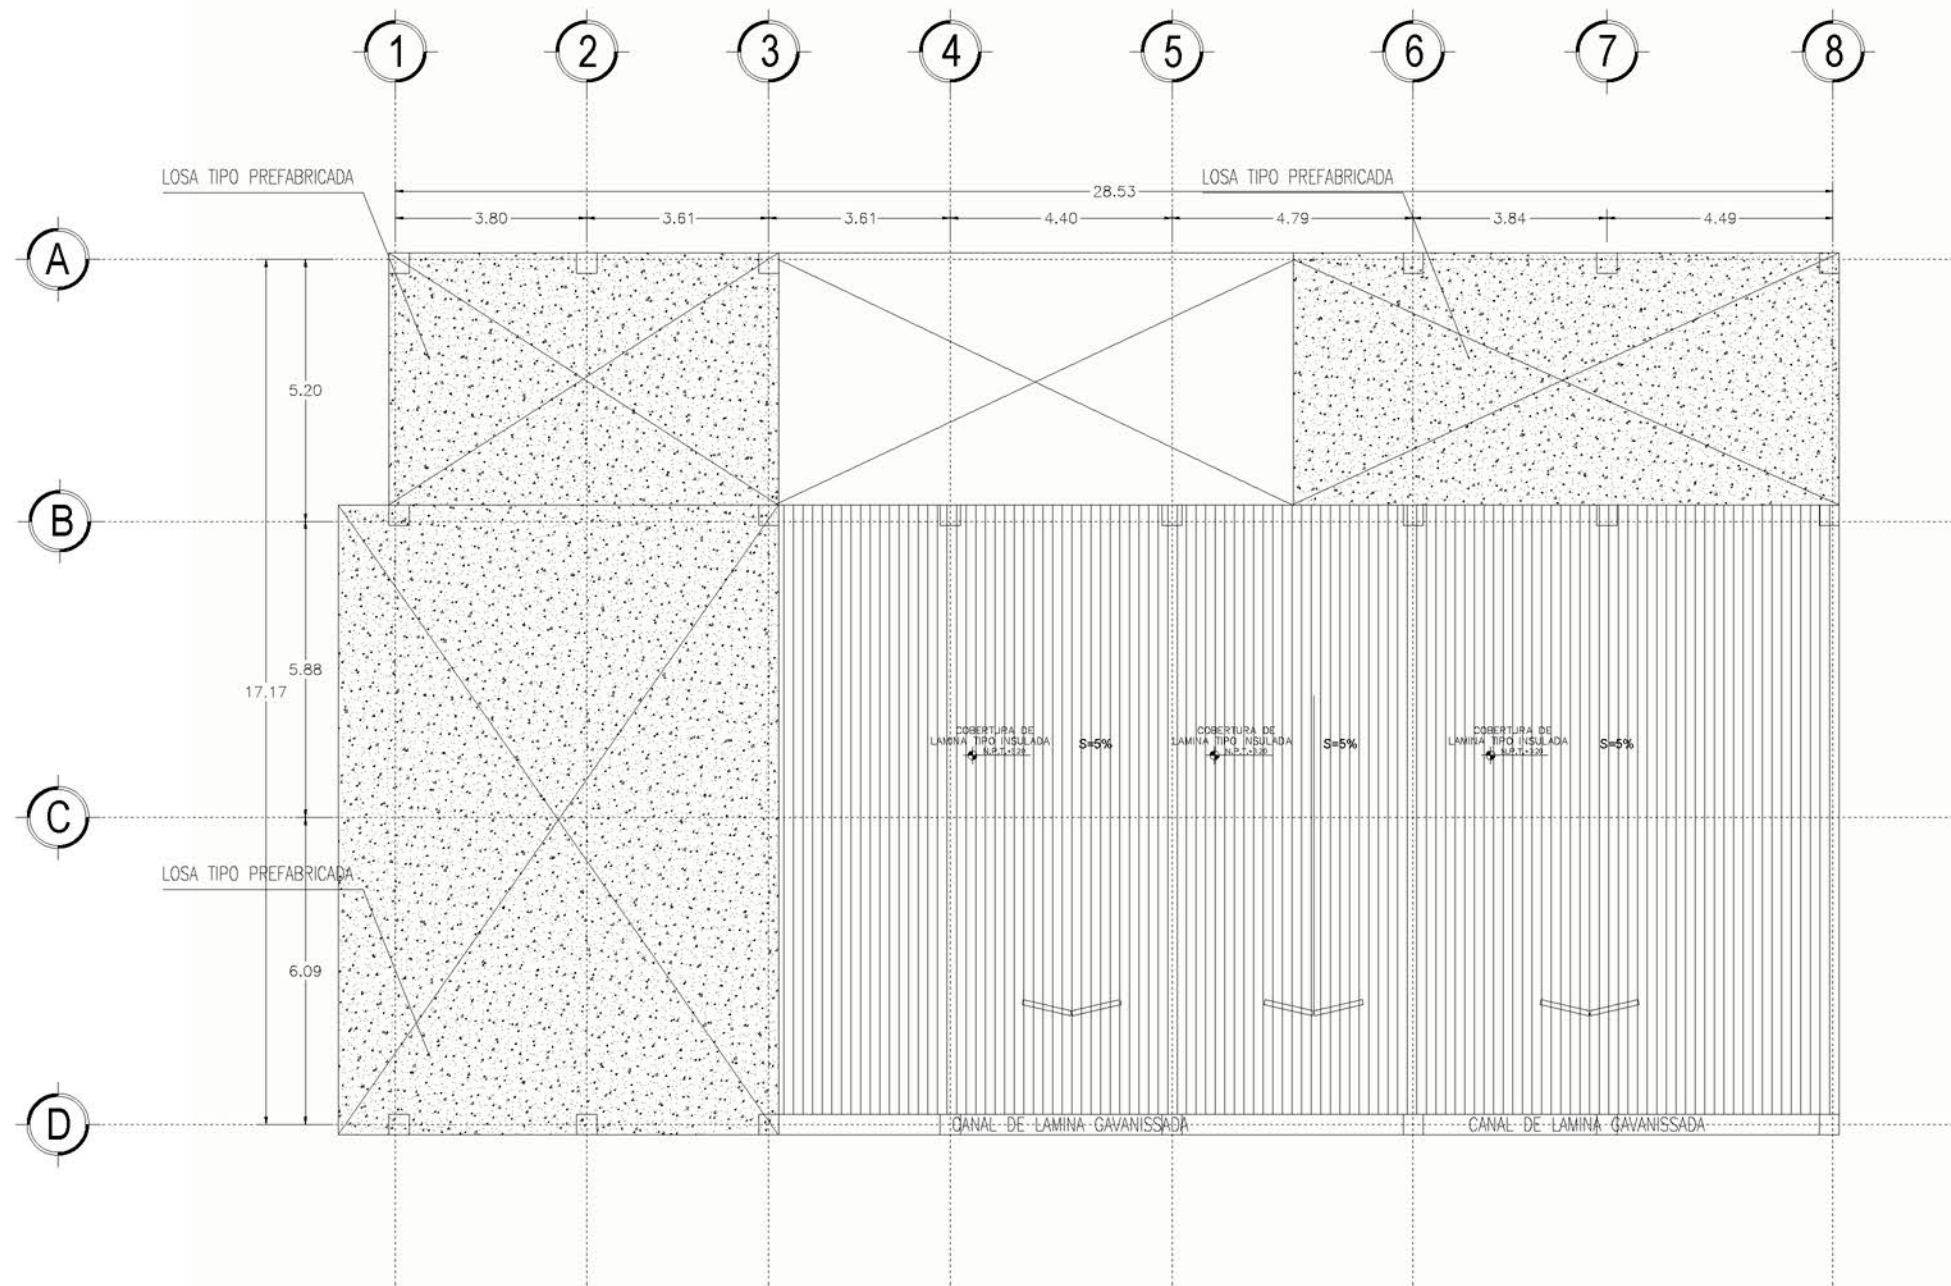 1 2 3 4 5 6 7 8
LOSA TIPO PREFABRICADA
LOSA TIPO PREFABRICADA
28.53
3.80 3.61 3.61 4.40 4.79 3.84 4.49
A
5.20
B
5.88
17.17
COBERTURA DE
LAMINA TIPO INSULADA
S=5%
COBERTURA DE
LAMINA TIPO INSULADA
S=5%
COBERTURA DE
LAMINA TIPO INSULADA
S=5%
C
LOSA TIPO PREFABRICADA
6.09
D
CANAL DE LAMINA GAVANISSADA
CANAL DE LAMINA GAVANISSADA